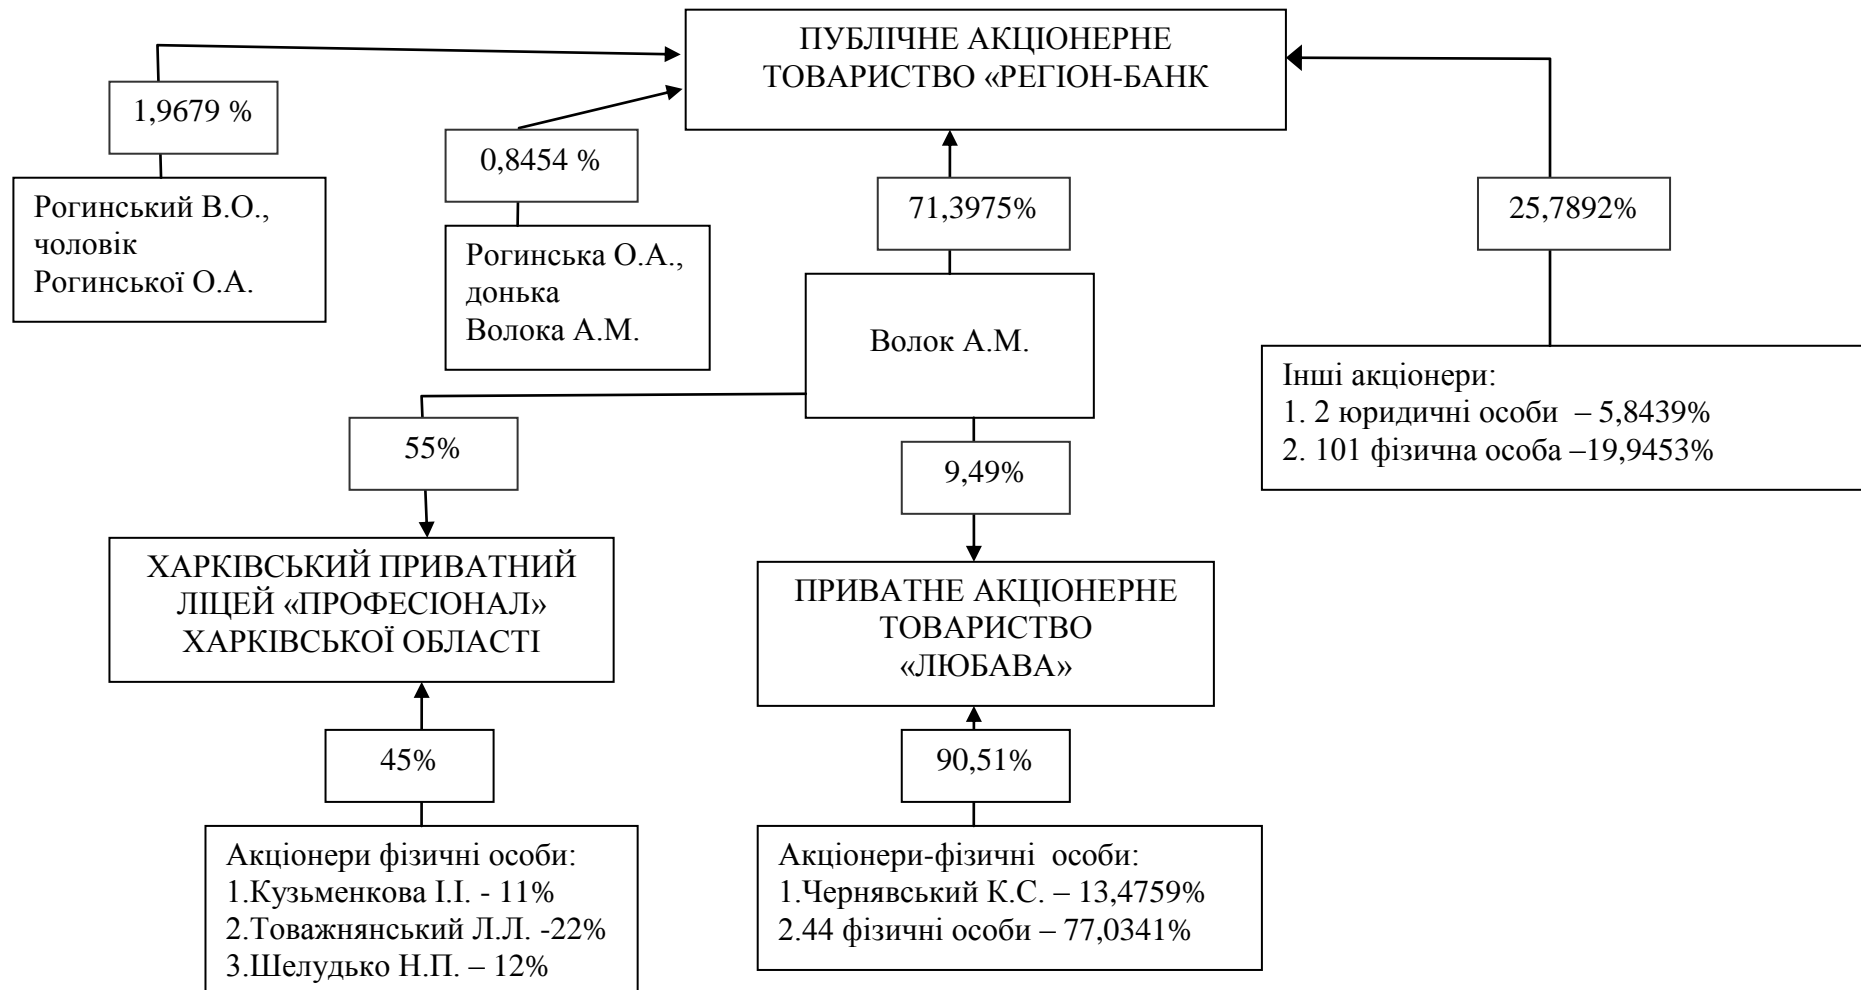 ПУБЛІЧНЕ АКЦІОНЕРНЕ
ТОВАРИСТВО «РЕГІОН-БАНК
1,9679 %
0,8454 %
71,3975%
25,7892%
Рогинський В.О.,
чоловік
Рогинської О.А.
Рогинська О.А.,
донька
Волока А.М.
Волок А.М.
Інші акціонери:
1. 2 юридичні особи – 5,8439%
2. 101 фізична особа –19,9453%
55%
9,49%
ХАРКІВСЬКИЙ ПРИВАТНИЙ
ЛІЦЕЙ «ПРОФЕСІОНАЛ»
ХАРКІВСЬКОЇ ОБЛАСТІ
ПРИВАТНЕ АКЦІОНЕРНЕ
ТОВАРИСТВО
«ЛЮБАВА»
45%
90,51%
Акціонери фізичні особи:
1.Кузьменкова І.І. - 11%
2.Товажнянський Л.Л. -22%
3.Шелудько Н.П. – 12%
Акціонери-фізичні особи:
1.Чернявський К.С. – 13,4759%
2.44 фізичні особи – 77,0341%